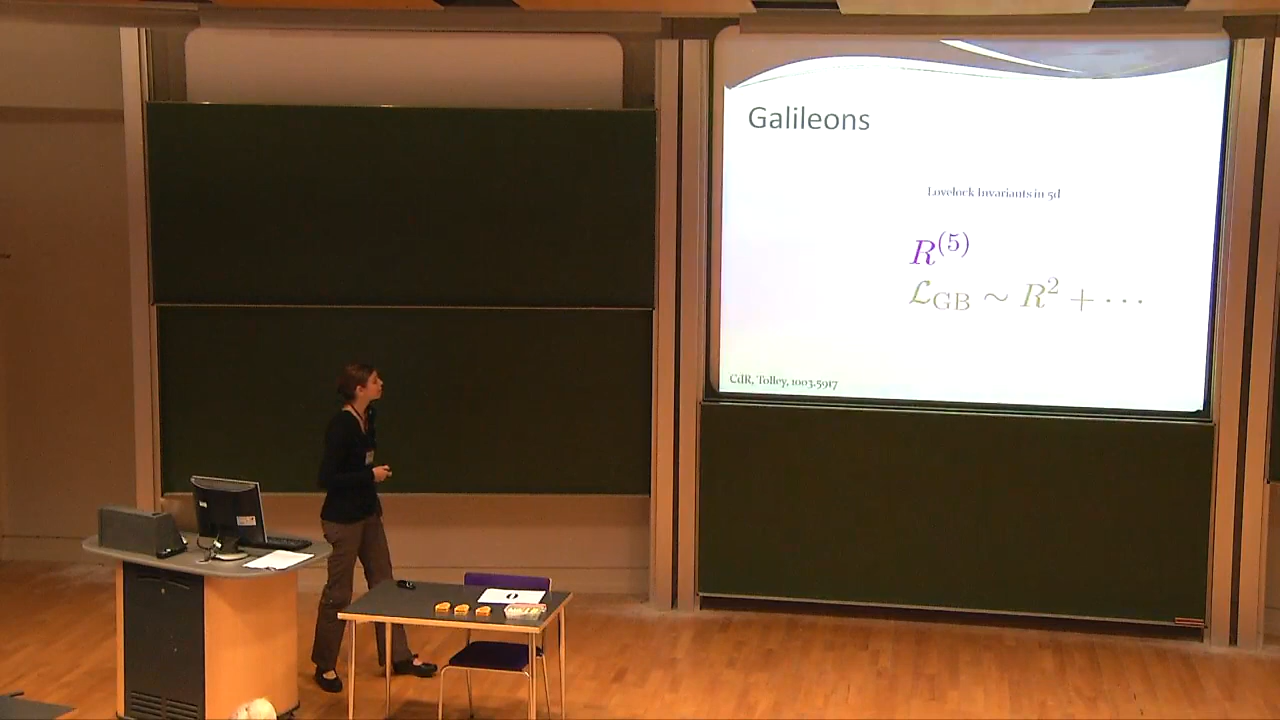 Galileons
Lovelock Invariants in 5d
R^(5)
ℒ_GB ∼ R^2 + ⋯
CdR, Tolley, 1003.5917